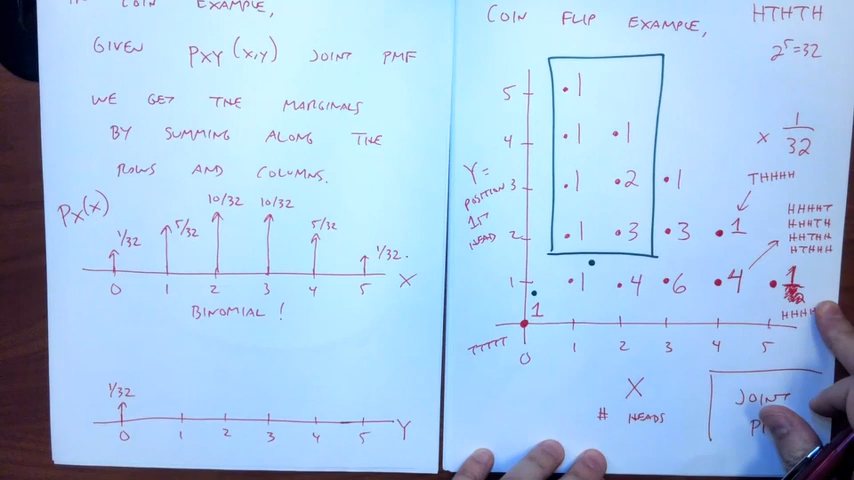 COIN EXAMPLE,
GIVEN PXY (x,y) JOINT PMF
WE GET THE MARGINALS
BY SUMMING ALONG THE
ROWS AND COLUMNS.
PX(x)
1/32 5/32 10/32 10/32 5/32 1/32.
0 1 2 3 4 5 X
BINOMIAL !
1/32
0 1 2 3 4 5 Y
COIN FLIP EXAMPLE, HTHTH
2^5=32
5 1
4 1 1 x 1/32
Y= POSITION 1ST HEAD
3 1 2 1 THHHH
2 1 3 3 1
HHHHT
HHHTH
HHTHH
HTHHH
1 1 4 6 4 1
HHHH
1
TTTTT
0 1 2 3 4 5
X
# HEADS
JOINT